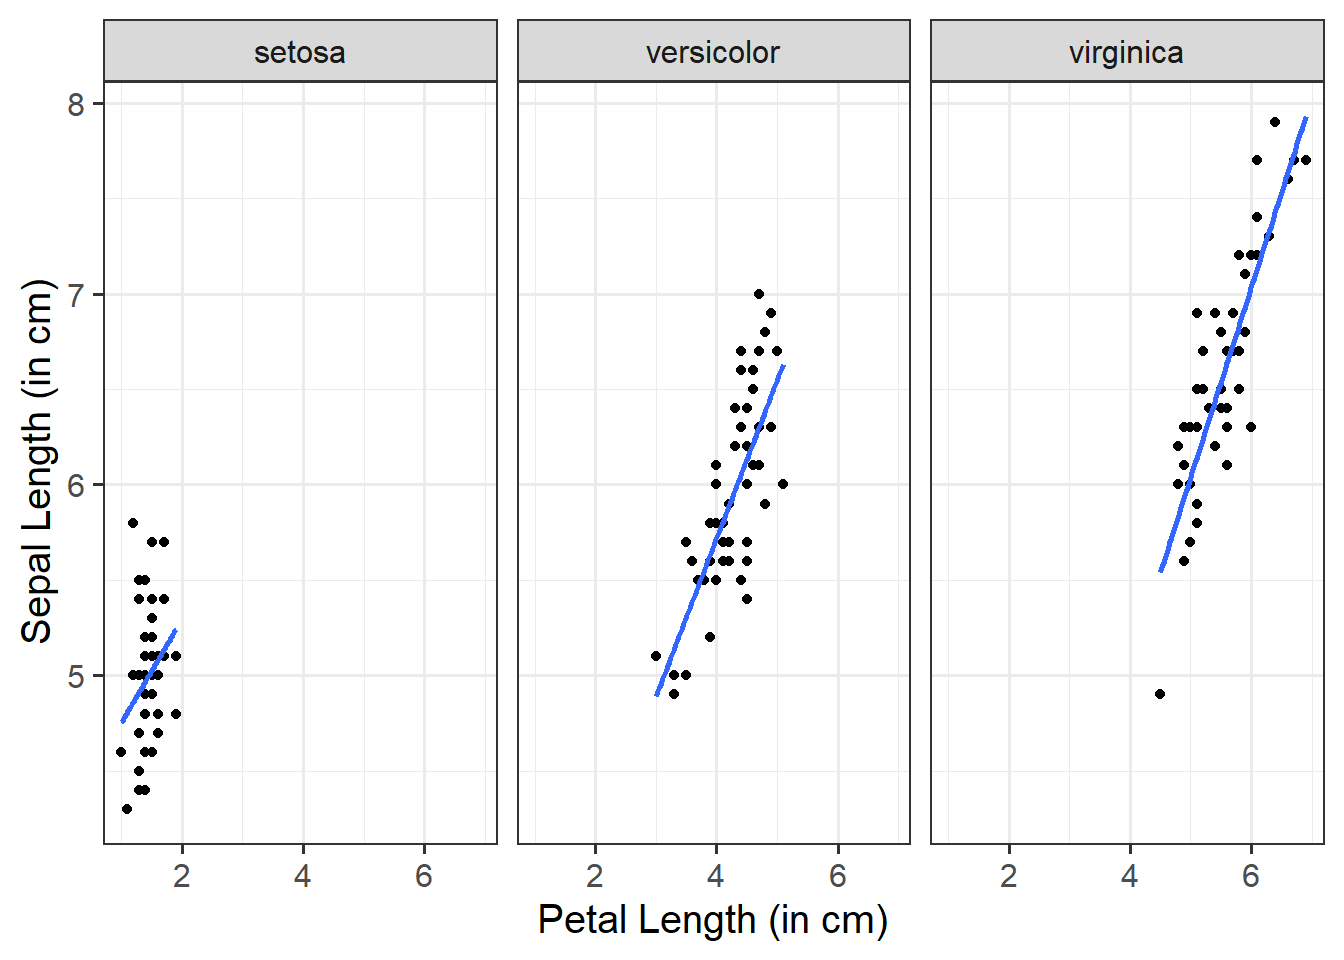 setosa
versicolor
virginica
8
7
6
5
Sepal Length (in cm)
2 4 6
2 4 6
2 4 6
Petal Length (in cm)